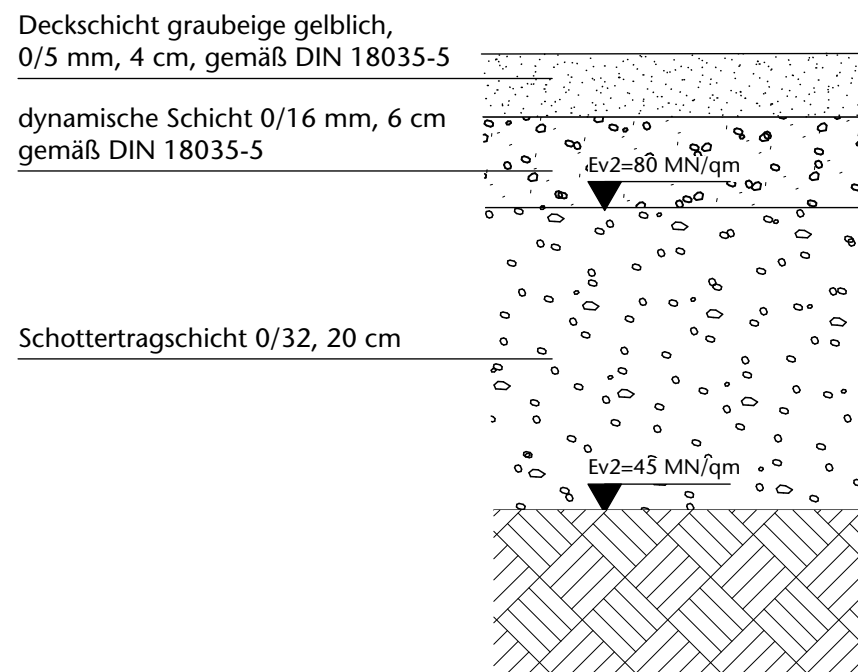 Deckschicht graubeige gelblich,
0/5 mm, 4 cm, gemäß DIN 18035-5
dynamische Schicht 0/16 mm, 6 cm
gemäß DIN 18035-5
Ev2=80 MN/qm
Schottertragschicht 0/32, 20 cm
Ev2=45 MN/qm